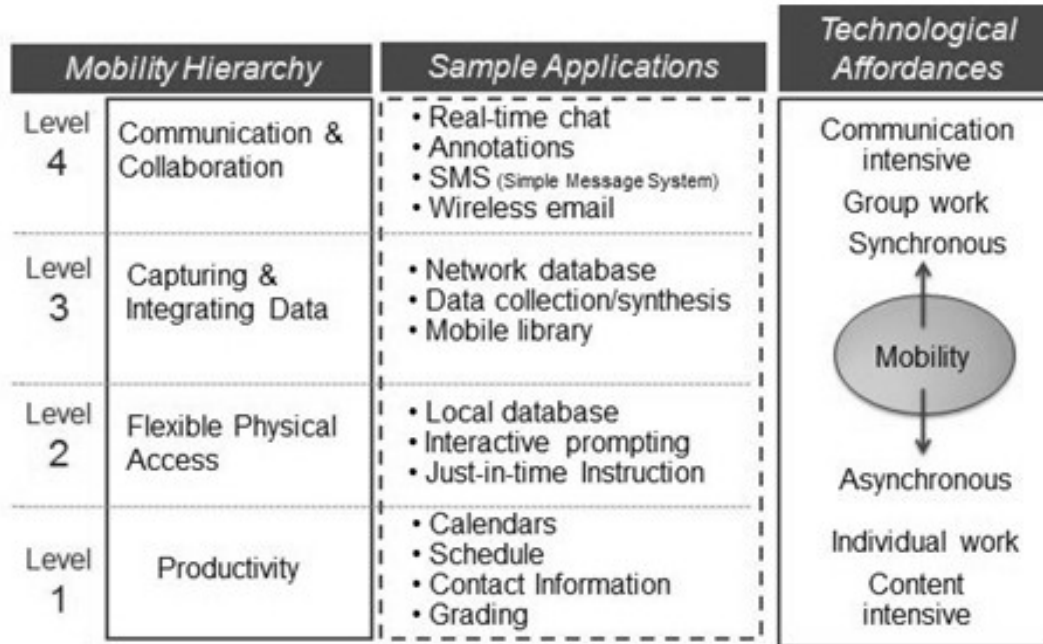 Mobility Hierarchy
Sample Applications
Technological
Affordances
Level
4
Communication &
Collaboration
• Real-time chat
• Annotations
• SMS (Simple Message System)
• Wireless email
Level
3
Capturing &
Integrating Data
• Network database
• Data collection/synthesis
• Mobile library
Level
2
Flexible Physical
Access
• Local database
• Interactive prompting
• Just-in-time Instruction
Level
1
Productivity
• Calendars
• Schedule
• Contact Information
• Grading
Communication
intensive
Group work
Synchronous
Mobility
Asynchronous
Individual work
Content
intensive